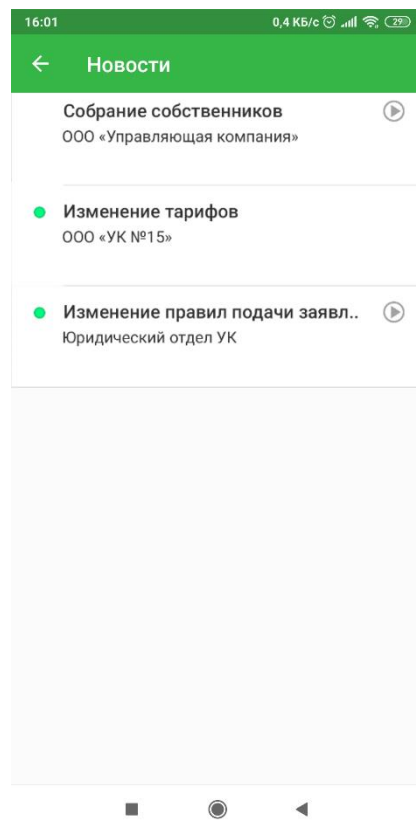 16:01 0,4 КБ/с 29
Новости
Собрание собственников
ООО «Управляющая компания»
Изменение тарифов
ООО «УК №15»
Изменение правил подачи заявл..
Юридический отдел УК